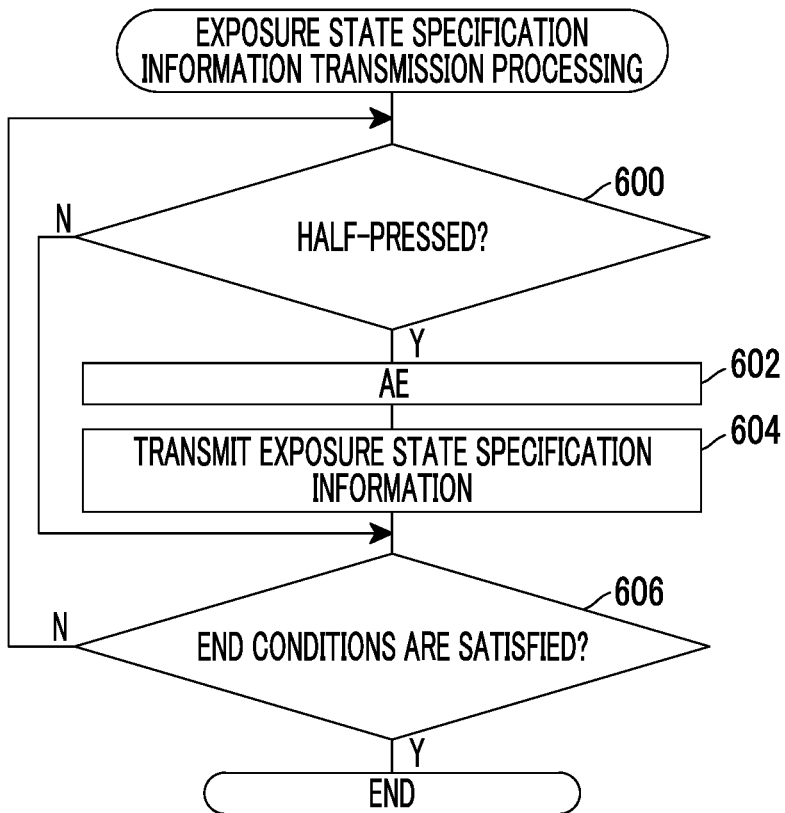 EXPOSURE STATE SPECIFICATION
INFORMATION TRANSMISSION PROCESSING
600
N
HALF-PRESSED?
Y
602
AE
604
TRANSMIT EXPOSURE STATE SPECIFICATION
INFORMATION
606
N
END CONDITIONS ARE SATISFIED?
Y
END